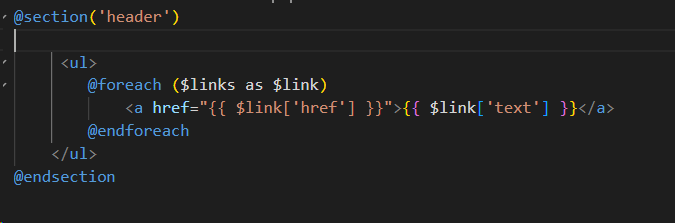 @section('header')
<ul>
@foreach ($links as $link)
<a href="{{ $link['href'] }}">{{ $link['text'] }}</a>
@endforeach
</ul>
@endsection